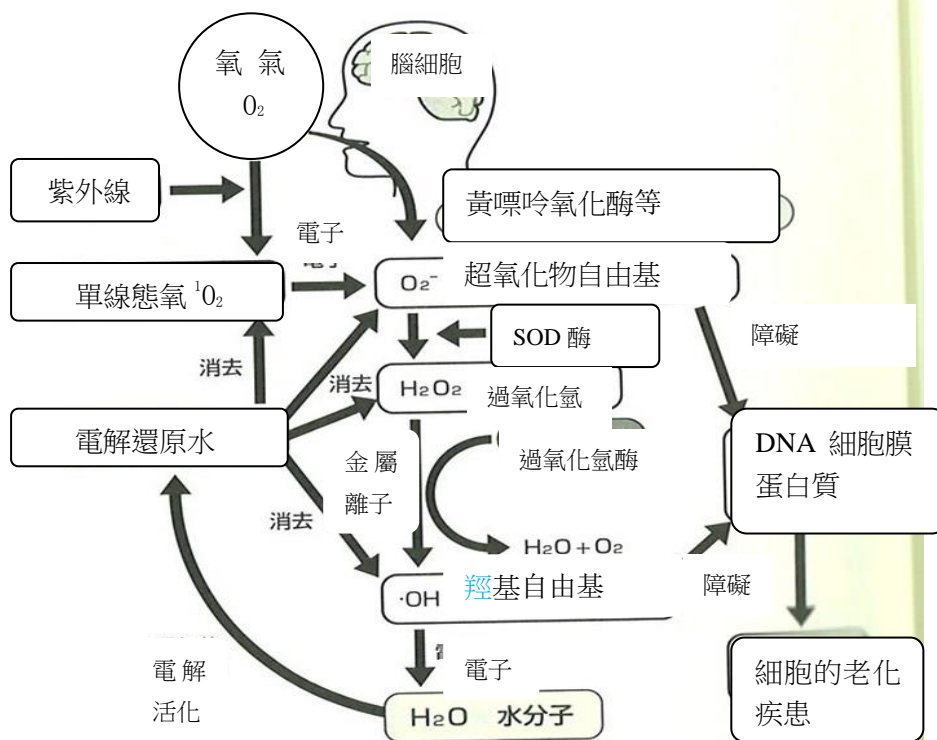 氧 氣
O₂
腦細胞
紫外線
黃嘌呤氧化酶等
電子
單線態氧 ¹O₂
O₂⁻ 超氧化物自由基
SOD 酶
障礙
消去
消去
H₂O₂ 過氧化氫
電解還原水
金 屬
離子
過氧化氫酶
DNA 細胞膜
蛋白質
消去
H₂O + O₂
·OH 羥基自由基
障礙
電 解
活化
電子
細胞的老化
疾患
H₂O 水分子